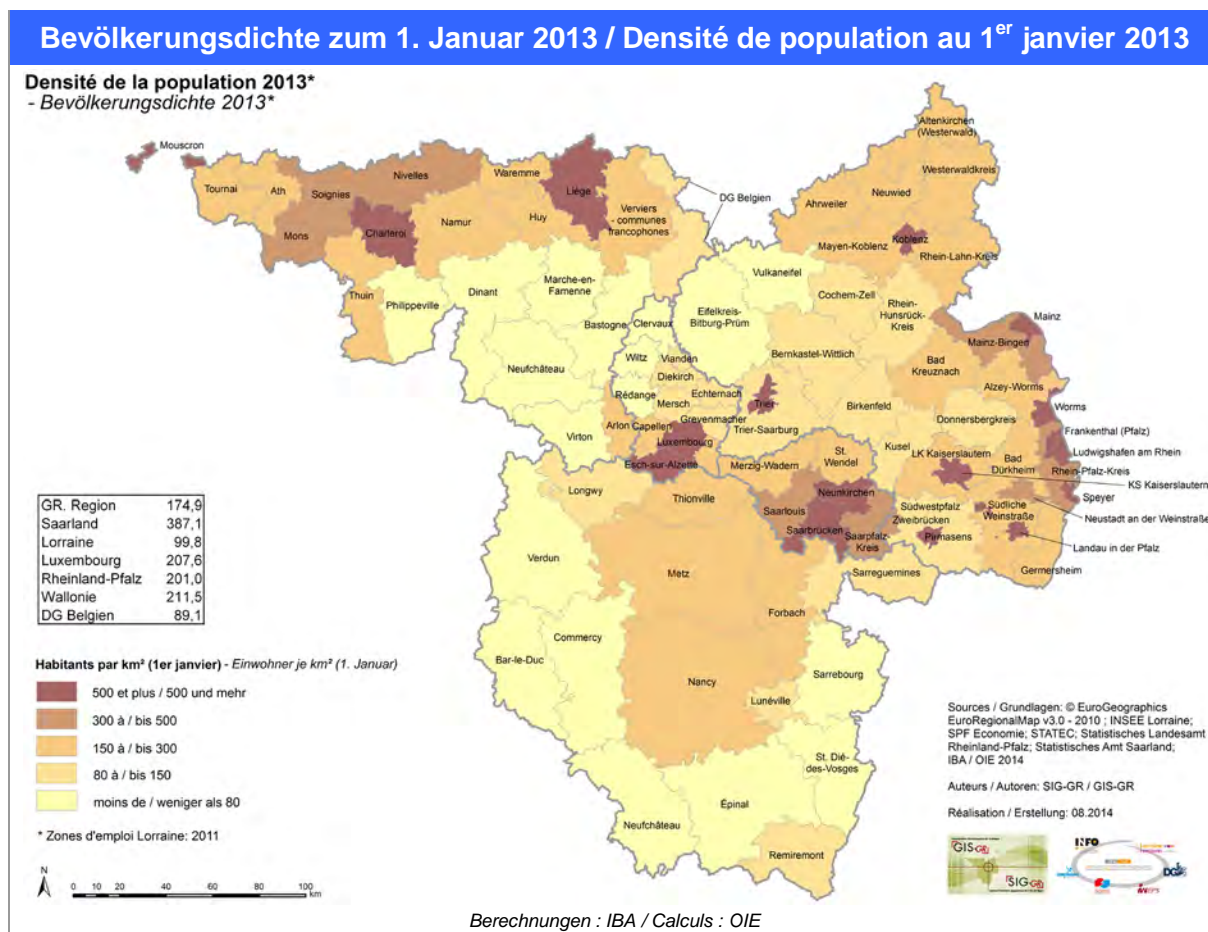 Bevölkerungsdichte zum 1. Januar 2013 / Densité de population au 1er janvier 2013
Densité de la population 2013*
- Bevölkerungsdichte 2013*
Mouscron
Tournai
Ath
Soignies
Nivelles
Waremme
Liége
DG Belgien
Mons
Charleroi
Namur
Huy
Verviers
- communes
francophones
Thuin
Philippeville
Dinant
Marche-en-
Famenne
Bastogne
Neufchâteau
Virton
Arlon
Clervaux
Wiltz
Vianden
Diekirch
Rédange
Mersch
Echternach
Grevenmacher
Capellen
Luxembourg
Esch-sur-Alzette
Altenkirchen
(Westerwald)
Westerwaldkreis
Neuwied
Ahrweiler
Mayen-Koblenz
Koblenz
Rhein-Lahn-Kreis
Vulkaneifel
Eifelkreis-
Bitburg-Prüm
Cochem-Zell
Rhein-
Hunsrück-
Kreis
Mainz
Mainz-Bingen
Bernkastel-Wittlich
Bad
Kreuznach
Alzey-Worms
Trier
Trier-Saarburg
Birkenfeld
Donnersbergkreis
Worms
Frankenthal (Pfalz)
Ludwigshafen am Rhein
Rhein-Pfalz-Kreis
KS Kaiserslautern
Speyer
Neustadt an der Weinstraße
Landau in der Pfalz
Kusel
LK Kaiserslautern
Bad
Dürkheim
Südwestpfalz
Zweibrücken
Pirmasens
Südliche
Weinstraße
Germersheim
Merzig-Wadern
St.
Wendel
Neunkirchen
Saarlouis
Saarbrücken
Saarpfalz-
Kreis
Longwy
Thionville
Verdun
Metz
Sarreguemines
Forbach
Commercy
Bar-le-Duc
Nancy
Lunéville
Sarrebourg
St. Dié-
des-Vosges
Épinal
Neufchâteau
Remiremont
GR. Region 174,9
Saarland 387,1
Lorraine 99,8
Luxembourg 207,6
Rheinland-Pfalz 201,0
Wallonie 211,5
DG Belgien 89,1
Habitants par km² (1er janvier) - Einwohner je km² (1. Januar)
500 et plus / 500 und mehr
300 à / bis 500
150 à / bis 300
80 à / bis 150
moins de / weniger als 80
* Zones d'emploi Lorraine: 2011
N
0 10 20 40 60 80 100
km
Sources / Grundlagen: © EuroGeographics
EuroRegionalMap v3.0 - 2010 ; INSEE Lorraine;
SPF Economie; STATEC; Statistisches Landesamt
Rheinland-Pfalz; Statistisches Amt Saarland;
IBA / OIE 2014
Auteurs / Autoren: SIG-GR / GIS-GR
Réalisation / Erstellung: 08.2014
GIS-GR
SIG-GR
INFO
DG
Berechnungen : IBA / Calculs : OIE